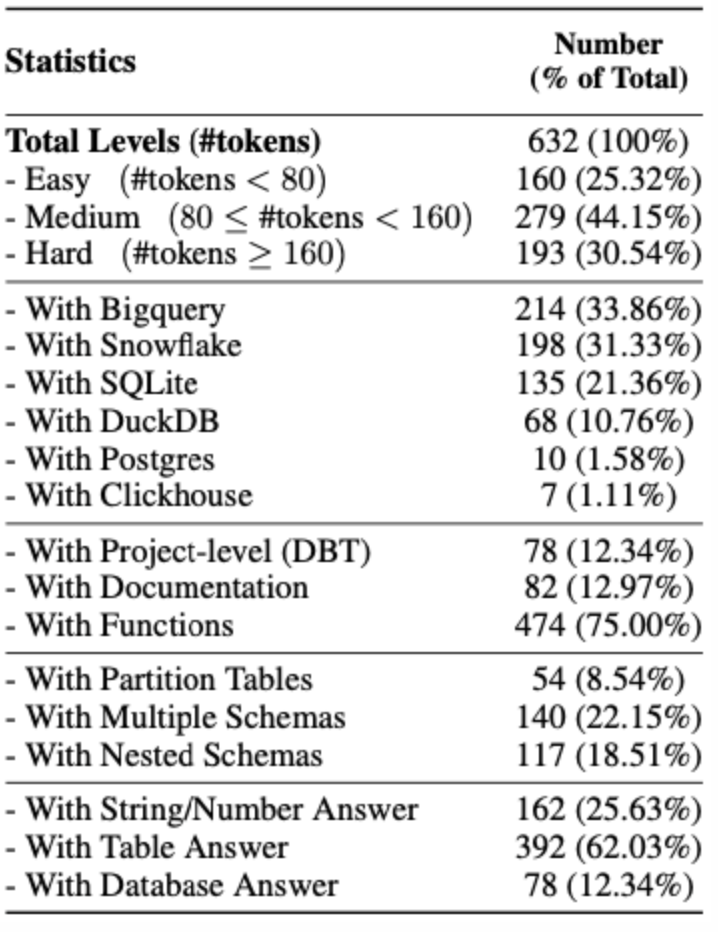 Statistics Number (% of Total)
Total Levels (#tokens) 632 (100%)
- Easy (#tokens < 80) 160 (25.32%)
- Medium (80 ≤ #tokens < 160) 279 (44.15%)
- Hard (#tokens ≥ 160) 193 (30.54%)
- With Bigquery 214 (33.86%)
- With Snowflake 198 (31.33%)
- With SQLite 135 (21.36%)
- With DuckDB 68 (10.76%)
- With Postgres 10 (1.58%)
- With Clickhouse 7 (1.11%)
- With Project-level (DBT) 78 (12.34%)
- With Documentation 82 (12.97%)
- With Functions 474 (75.00%)
- With Partition Tables 54 (8.54%)
- With Multiple Schemas 140 (22.15%)
- With Nested Schemas 117 (18.51%)
- With String/Number Answer 162 (25.63%)
- With Table Answer 392 (62.03%)
- With Database Answer 78 (12.34%)